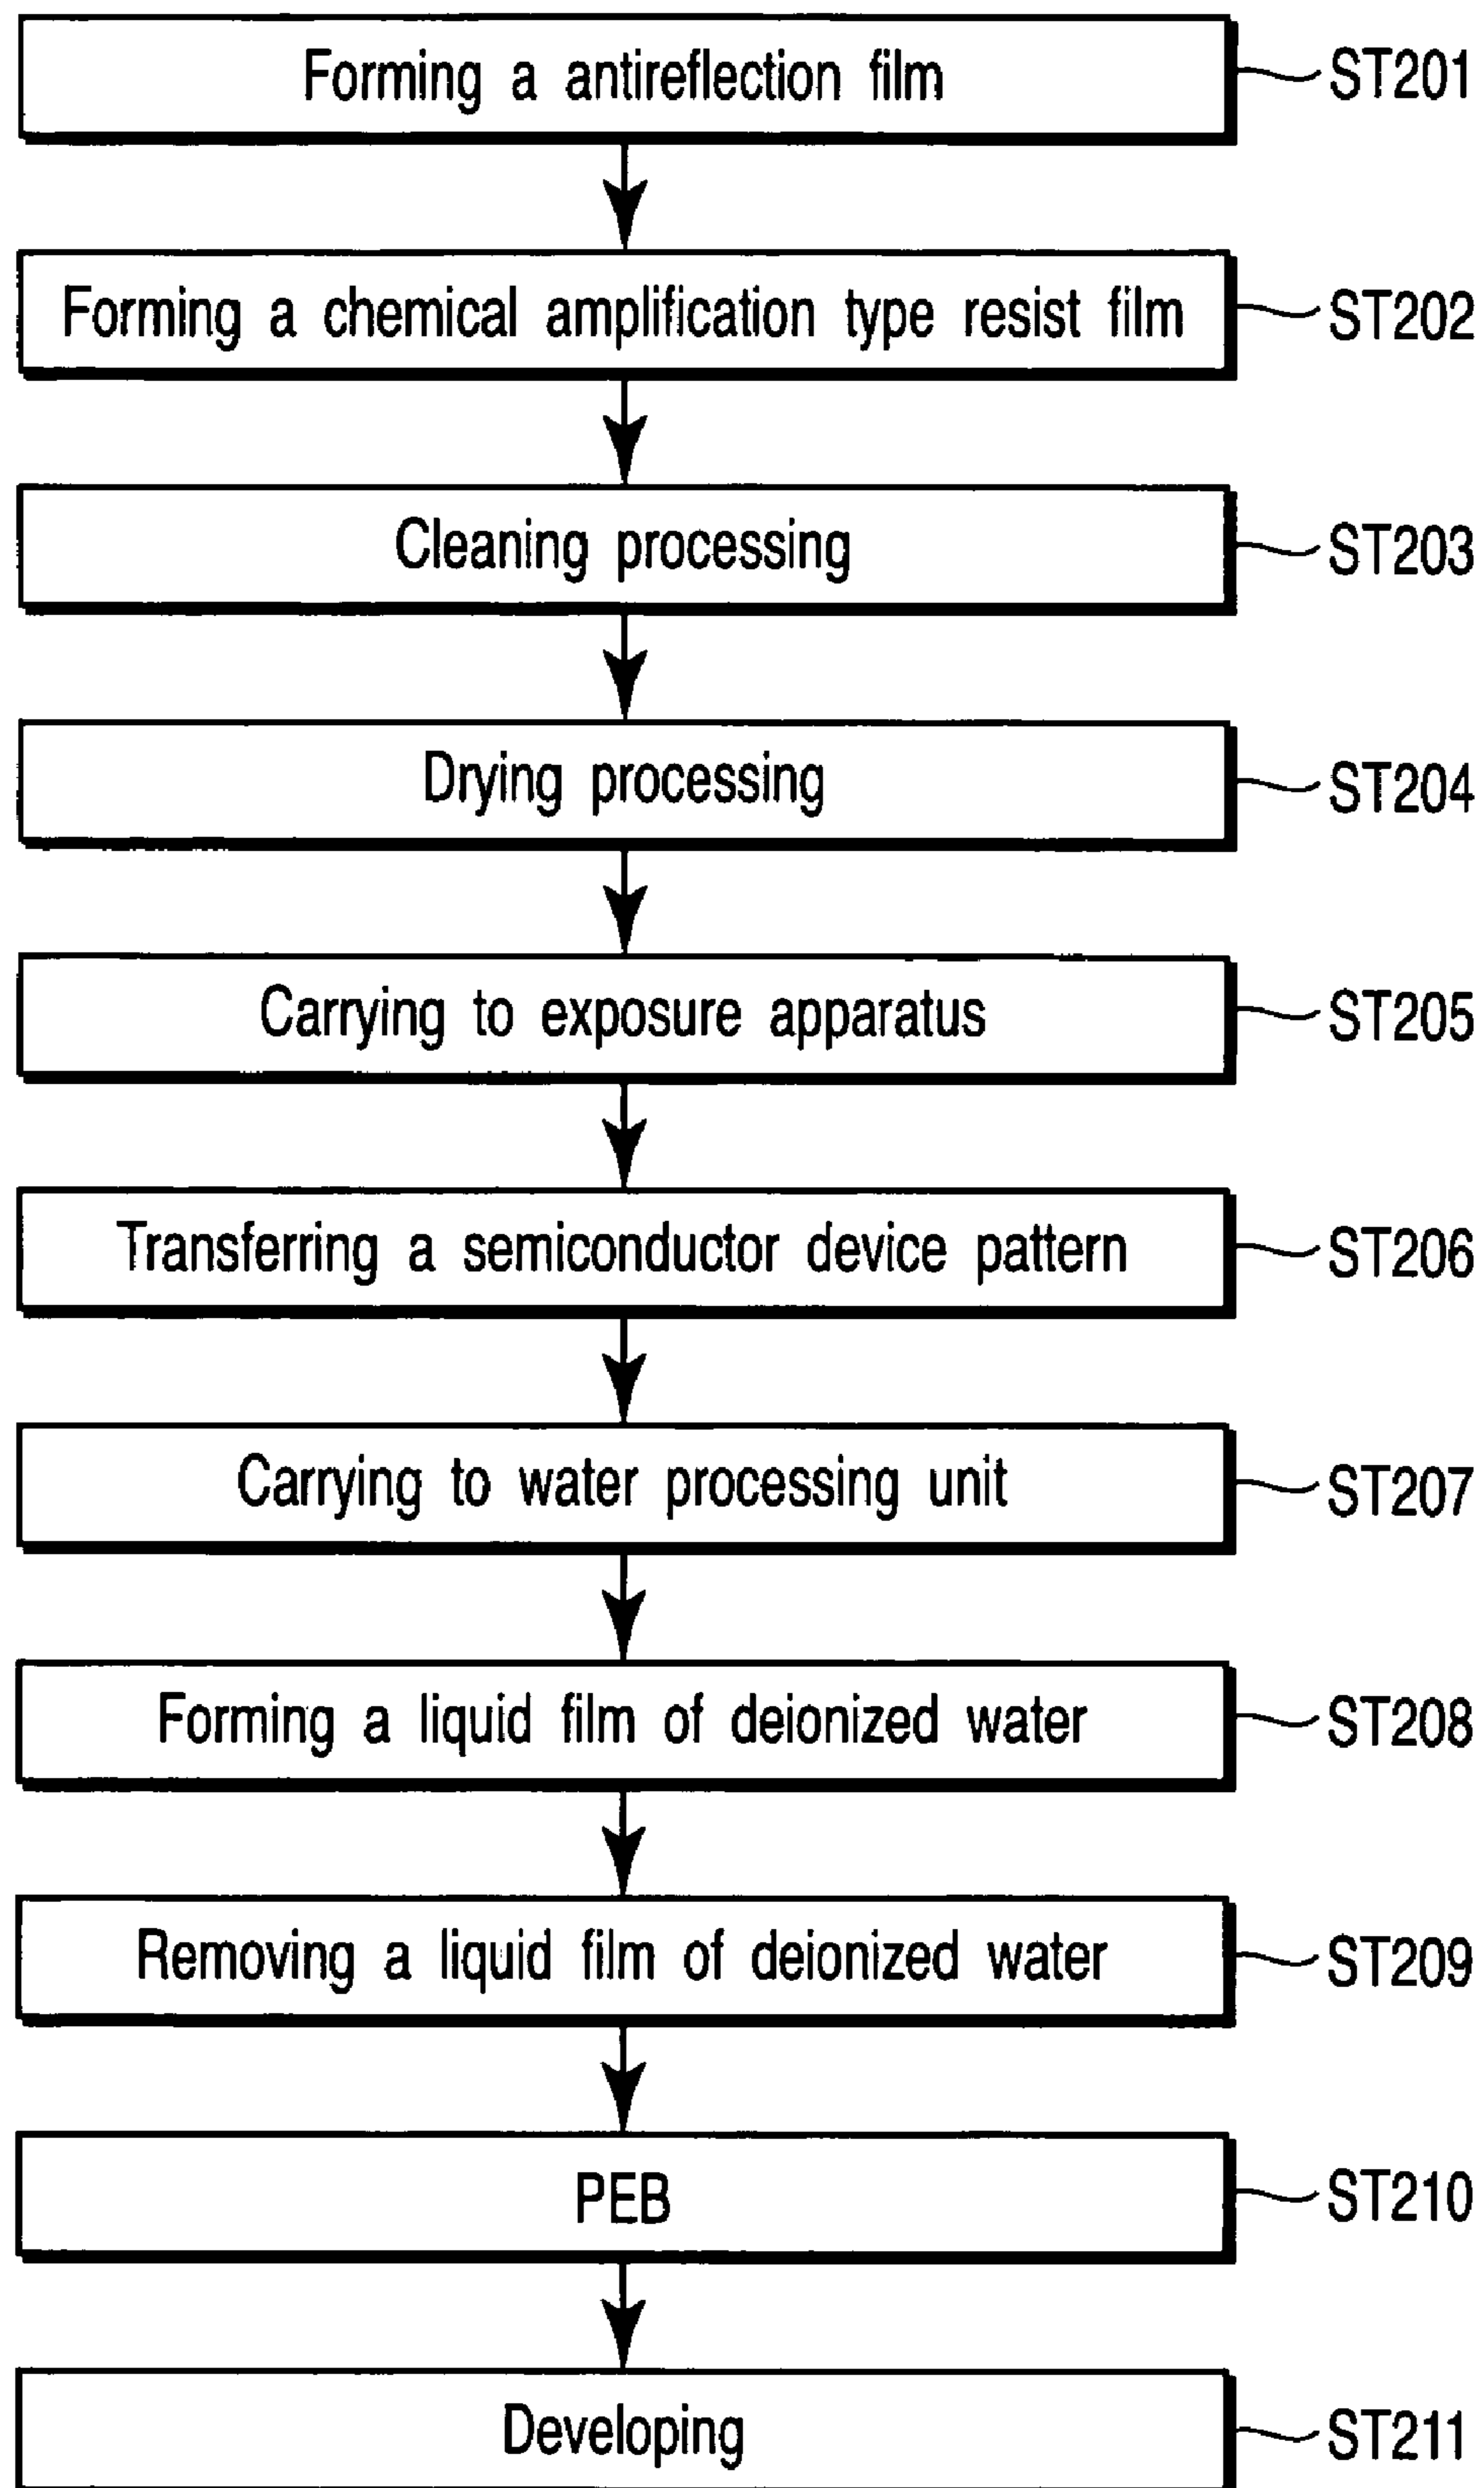 Forming a antireflection film ST201
Forming a chemical amplification type resist film ST202
Cleaning processing ST203
Drying processing ST204
Carrying to exposure apparatus ST205
Transferring a semiconductor device pattern ST206
Carrying to water processing unit ST207
Forming a liquid film of deionized water ST208
Removing a liquid film of deionized water ST209
PEB ST210
Developing ST211